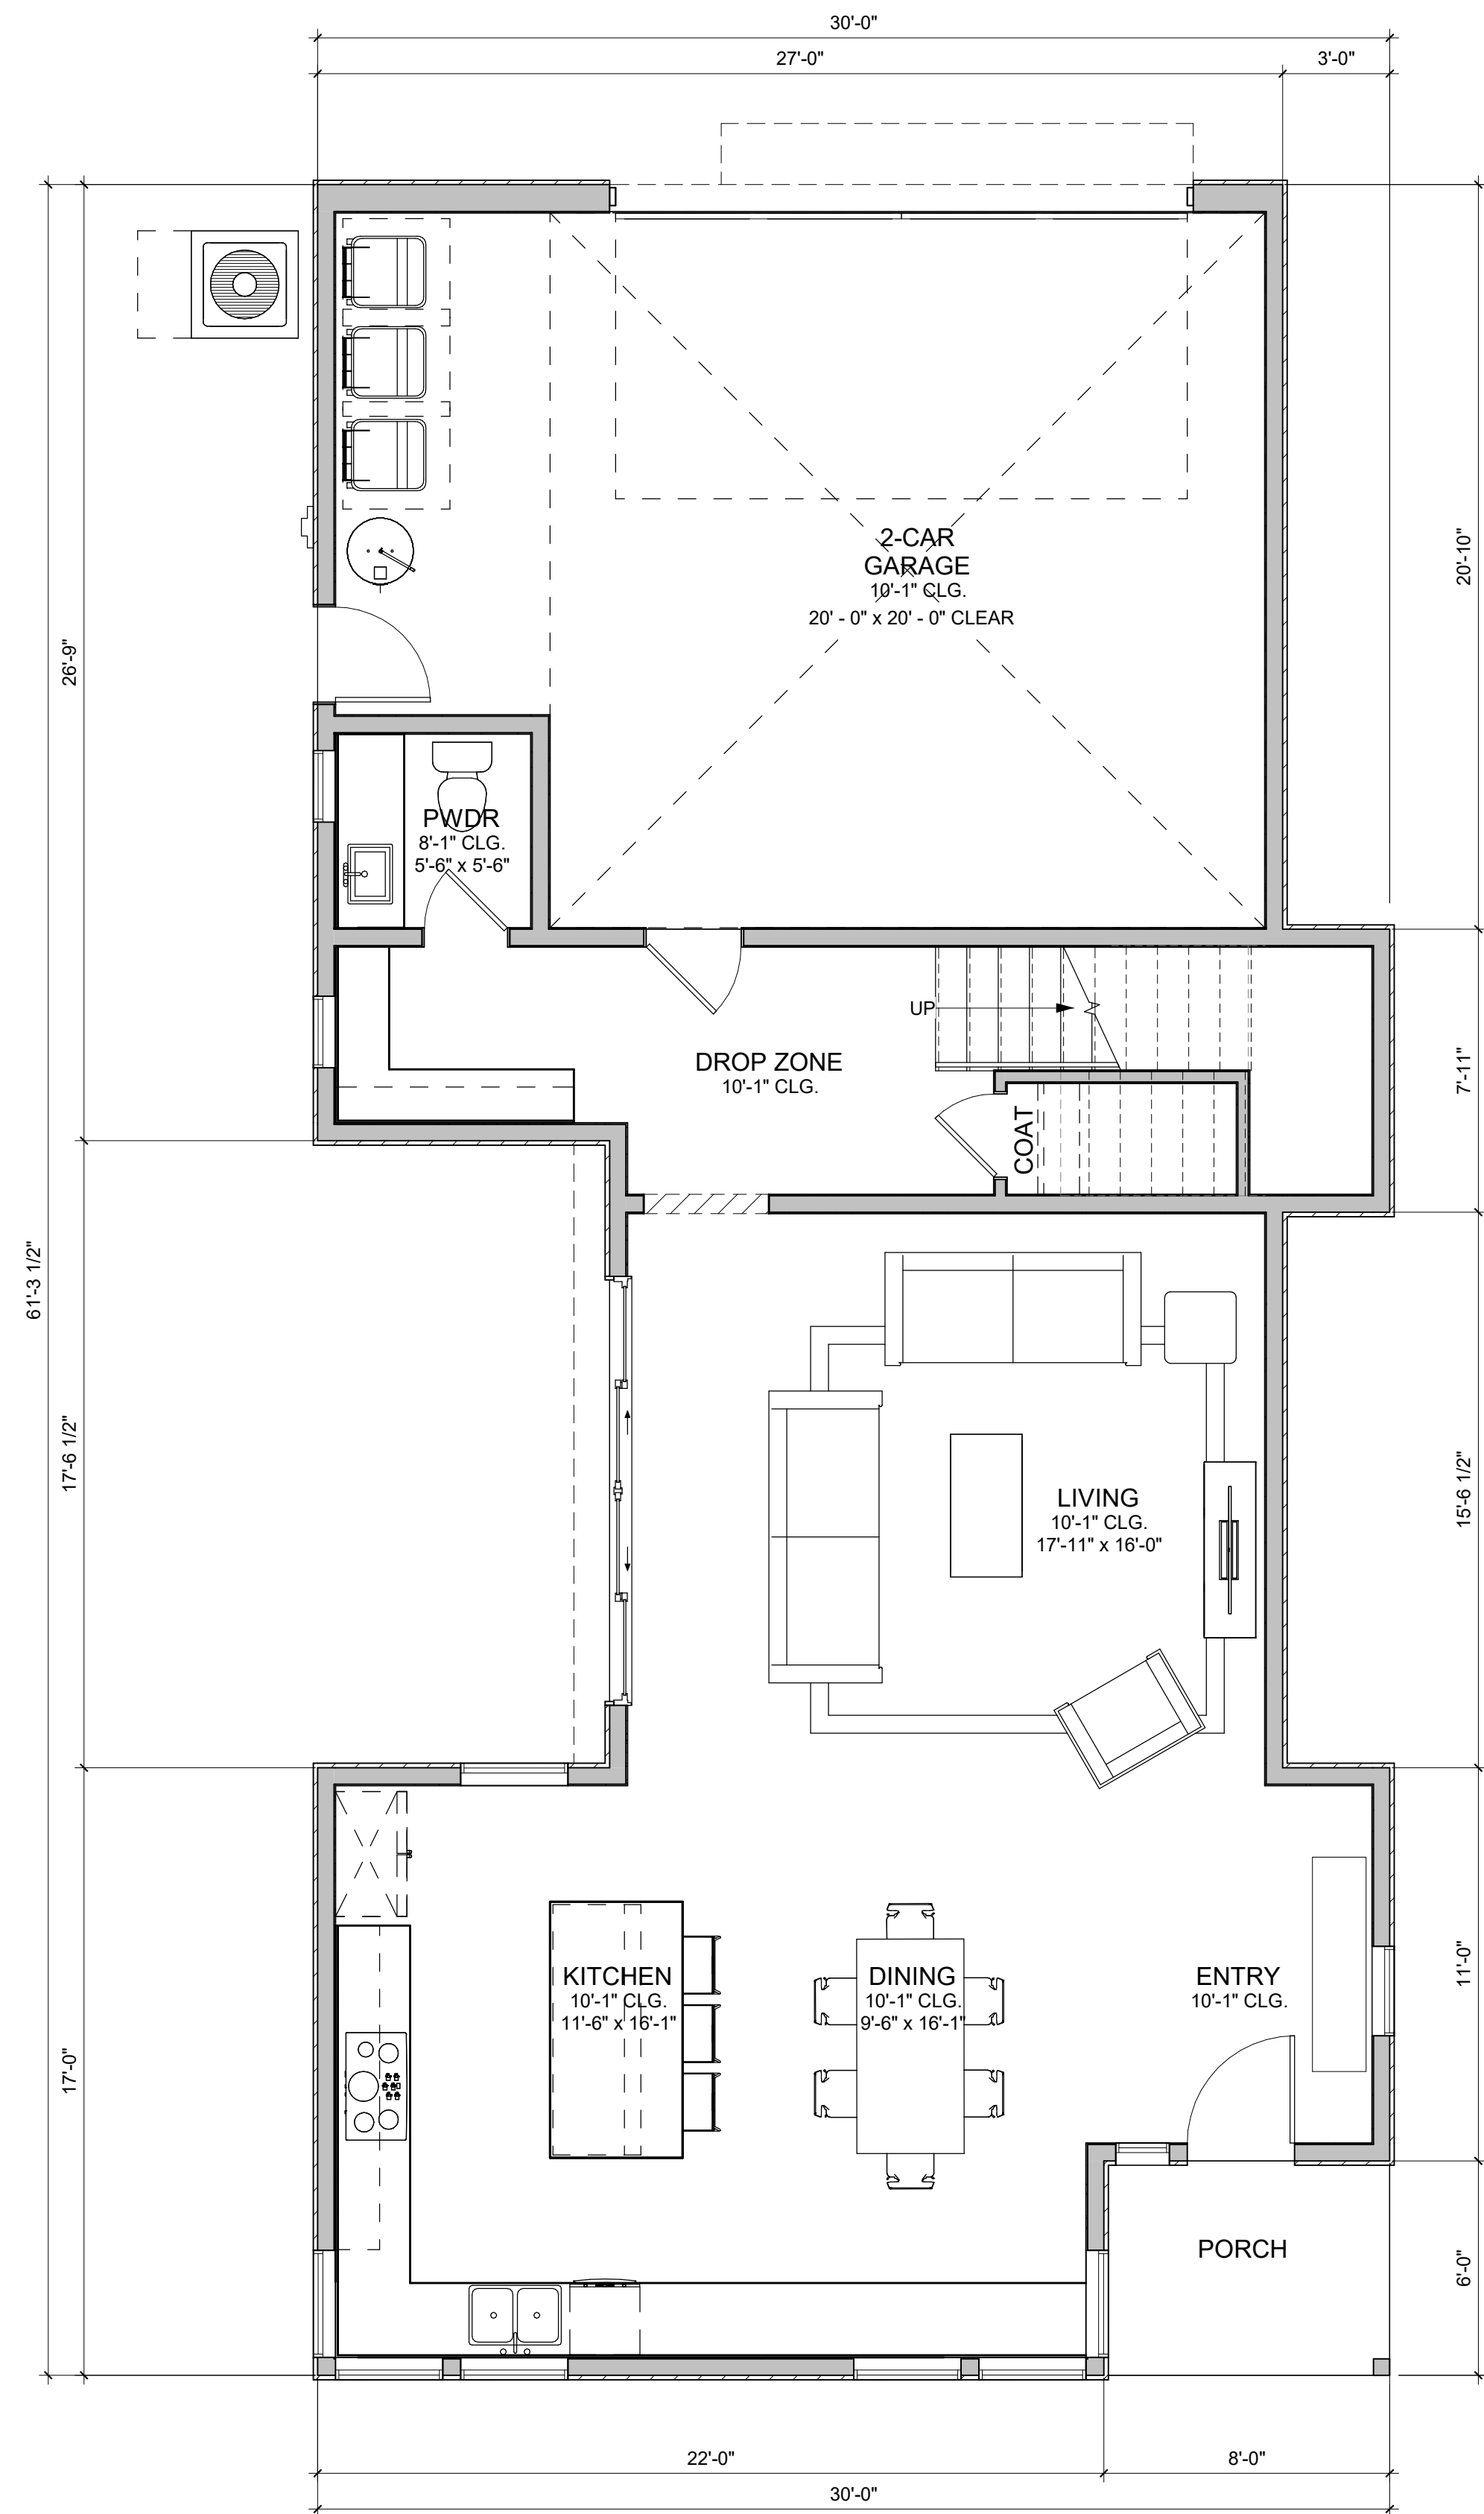 30'-0"
27'-0"
3'-0"
2-CAR
GARAGE
10'-1" CLG.
20' - 0" x 20' - 0" CLEAR
20'-10"
26'-9"
PWDR
8'-1" CLG.
5'-6" x 5'-6"
UP
DROP ZONE
10'-1" CLG.
COAT
7'-11"
61'-3 1/2"
17'-6 1/2"
LIVING
10'-1" CLG.
17'-11" x 16'-0"
15'-6 1/2"
KITCHEN
10'-1" CLG.
11'-6" x 16'-1"
DINING
10'-1" CLG.
9'-6" x 16'-1"
ENTRY
10'-1" CLG.
11'-0"
17'-0"
PORCH
6'-0"
22'-0"
8'-0"
30'-0"